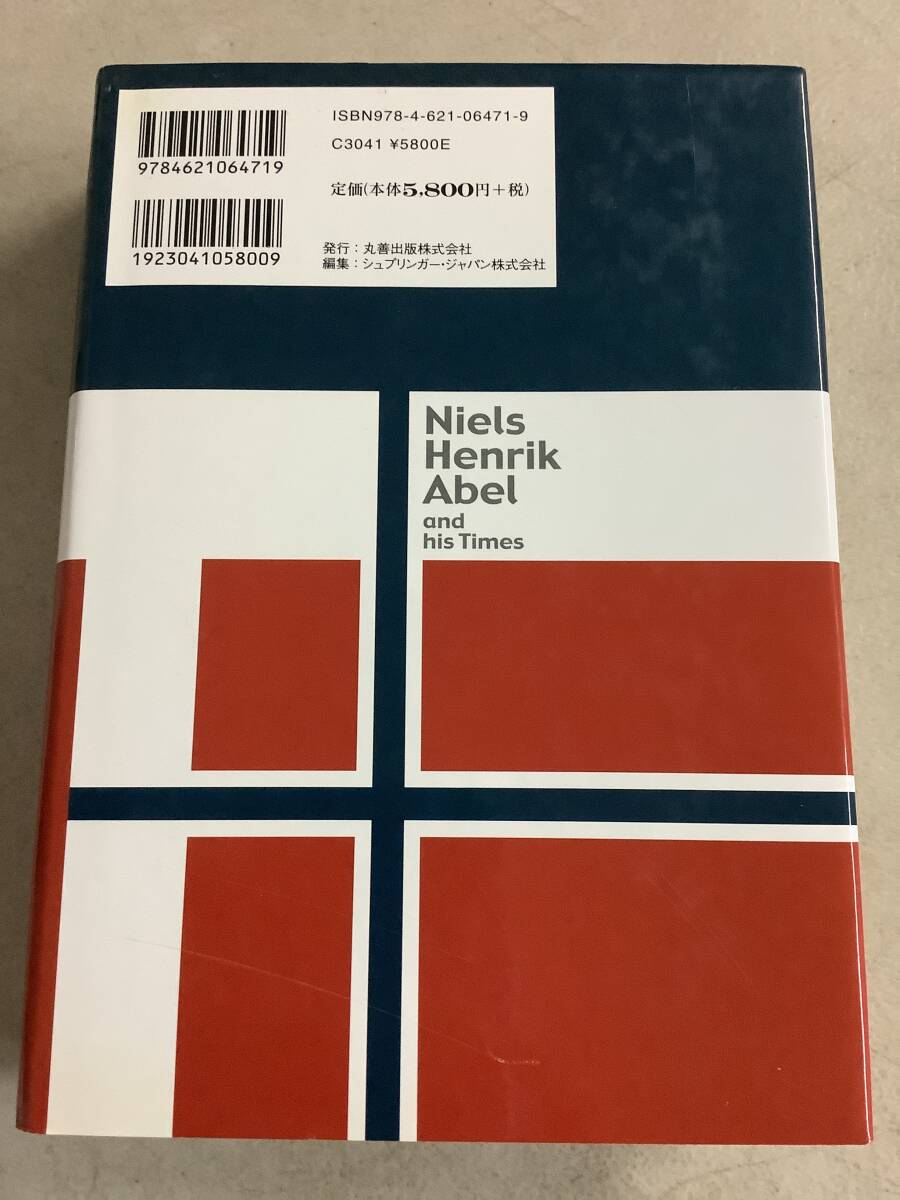 ISBN978-4-621-06471-9
C3041 ¥5800E
9784621064719
定価(本体5,800円+税)
1923041058009
発行：丸善出版株式会社
編集：シュプリンガー・ジャパン株式会社
Niels
Henrik
Abel
and
his Times